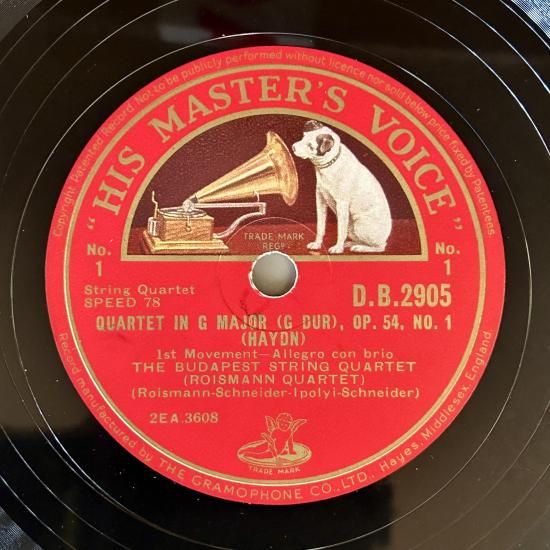 Copyright. Patented Record. Not to be publicly performed without licence nor sold below price fixed by Patentees.
"HIS MASTER'S VOICE"
TRADE MARK
REGD
No. 1
No. 1
String Quartet
SPEED 78
D.B.2905
QUARTET IN G MAJOR (G DUR), OP. 54, NO. 1
(HAYDN)
1st Movement—Allegro con brio
THE BUDAPEST STRING QUARTET
(ROISMANN QUARTET)
(Roismann-Schneider-Ipolyi-Schneider)
2EA.3608
TRADE MARK
Record manufactured by THE GRAMOPHONE CO., LTD., Hayes, Middlesex, England